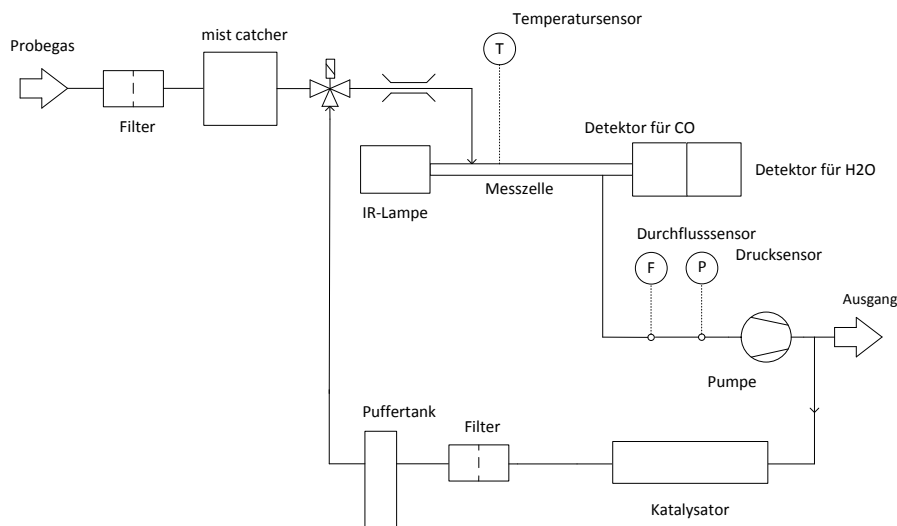 Temperatursensor
mist catcher
Probegas
T
Filter
Detektor für CO
Detektor für H2O
Messzelle
IR-Lampe
Durchflusssensor
Drucksensor
F
P
Ausgang
Pumpe
Puffertank
Filter
Katalysator